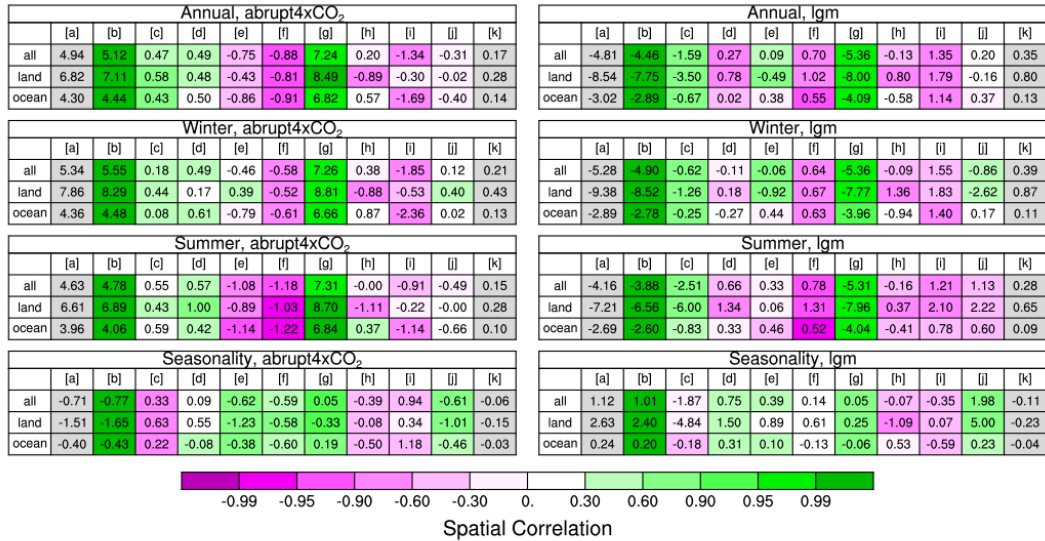 Annual, abrupt4xCO₂
[a] [b] [c] [d] [e] [f] [g] [h] [i] [j] [k]
all 4.94 5.12 0.47 0.49 -0.75 -0.88 7.24 0.20 -1.34 -0.31 0.17
land 6.82 7.11 0.58 0.48 -0.43 -0.81 8.49 -0.89 -0.30 -0.02 0.28
ocean 4.30 4.44 0.43 0.50 -0.86 -0.91 6.82 0.57 -1.69 -0.40 0.14
Annual, lgm
[a] [b] [c] [d] [e] [f] [g] [h] [i] [j] [k]
all -4.81 -4.46 -1.59 0.27 0.09 0.70 -5.36 -0.13 1.35 0.20 0.35
land -8.54 -7.75 -3.50 0.78 -0.49 1.02 -8.00 0.80 1.79 -0.16 0.80
ocean -3.02 -2.89 -0.67 0.02 0.38 0.55 -4.09 -0.58 1.14 0.37 0.13
Winter, abrupt4xCO₂
[a] [b] [c] [d] [e] [f] [g] [h] [i] [j] [k]
all 5.34 5.55 0.18 0.49 -0.46 -0.58 7.26 0.38 -1.85 0.12 0.21
land 7.86 8.29 0.44 0.17 0.39 -0.52 8.81 -0.88 -0.53 0.40 0.43
ocean 4.36 4.48 0.08 0.61 -0.79 -0.61 6.66 0.87 -2.36 0.02 0.13
Winter, lgm
[a] [b] [c] [d] [e] [f] [g] [h] [i] [j] [k]
all -5.28 -4.90 -0.62 -0.11 -0.06 0.64 -5.36 -0.09 1.55 -0.86 0.39
land -9.38 -8.52 -1.26 0.18 -0.92 0.67 -7.77 1.36 1.83 -2.62 0.87
ocean -2.89 -2.78 -0.25 -0.27 0.44 0.63 -3.96 -0.94 1.40 0.17 0.11
Summer, abrupt4xCO₂
[a] [b] [c] [d] [e] [f] [g] [h] [i] [j] [k]
all 4.63 4.78 0.55 0.57 -1.08 -1.18 7.31 -0.00 -0.91 -0.49 0.15
land 6.61 6.89 0.43 1.00 -0.89 -1.03 8.70 -1.11 -0.22 -0.00 0.28
ocean 3.96 4.06 0.59 0.42 -1.14 -1.22 6.84 0.37 -1.14 -0.66 0.10
Summer, lgm
[a] [b] [c] [d] [e] [f] [g] [h] [i] [j] [k]
all -4.16 -3.88 -2.51 0.66 0.33 0.78 -5.31 -0.16 1.21 1.13 0.28
land -7.21 -6.56 -6.00 1.34 0.06 1.31 -7.96 0.37 2.10 2.22 0.65
ocean -2.69 -2.60 -0.83 0.33 0.46 0.52 -4.04 -0.41 0.78 0.60 0.09
Seasonality, abrupt4xCO₂
[a] [b] [c] [d] [e] [f] [g] [h] [i] [j] [k]
all -0.71 -0.77 0.33 0.09 -0.62 -0.59 0.05 -0.39 0.94 -0.61 -0.06
land -1.51 -1.65 0.63 0.55 -1.23 -0.58 -0.33 -0.08 0.34 -1.01 -0.15
ocean -0.40 -0.43 0.22 -0.08 -0.38 -0.60 0.19 -0.50 1.18 -0.46 -0.03
Seasonality, lgm
[a] [b] [c] [d] [e] [f] [g] [h] [i] [j] [k]
all 1.12 1.01 -1.87 0.75 0.39 0.14 0.05 -0.07 -0.35 1.98 -0.11
land 2.63 2.40 -4.84 1.50 0.89 0.61 0.25 -1.09 0.07 5.00 -0.23
ocean 0.24 0.20 -0.18 0.31 0.10 -0.13 -0.06 0.53 -0.59 0.23 -0.04
-0.99 -0.95 -0.90 -0.60 -0.30 0. 0.30 0.60 0.90 0.95 0.99
Spatial Correlation